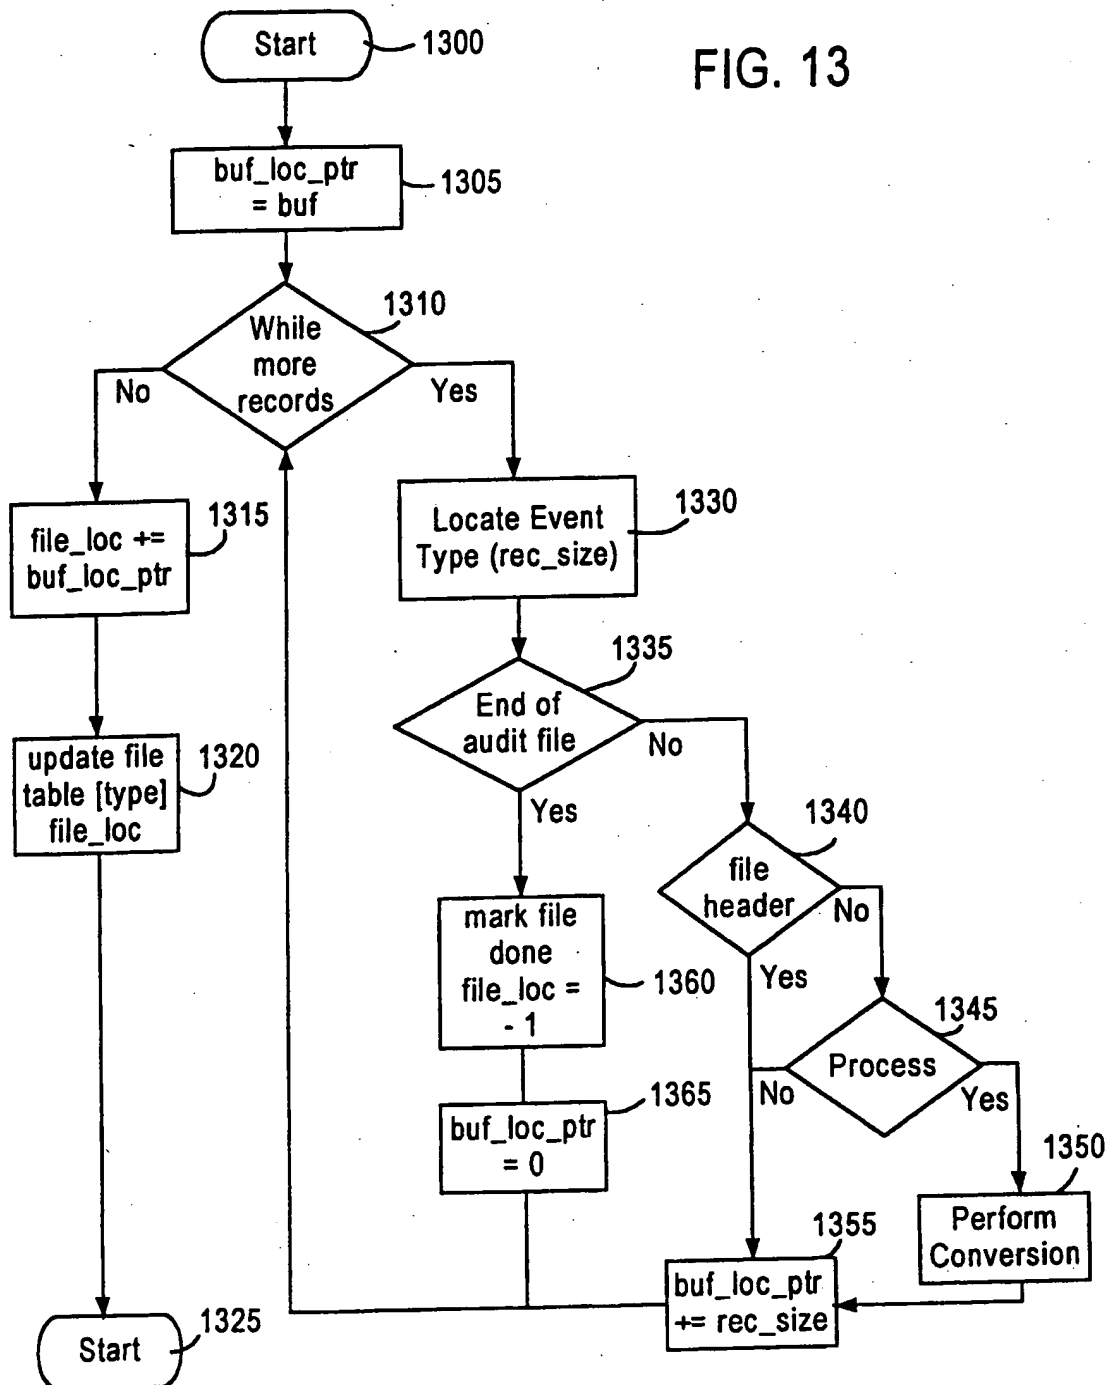 Start
1300
FIG. 13
buf_loc_ptr
= buf
1305
While
more
records
1310
No
Yes
file_loc +=
buf_loc_ptr
1315
Locate Event
Type (rec_size)
1330
End of
audit file
1335
No
Yes
update file
table [type]
file_loc
1320
file
header
1340
No
Yes
mark file
done
file_loc =
- 1
1360
Process
1345
No
Yes
buf_loc_ptr
= 0
1365
Perform
Conversion
1350
buf_loc_ptr
+= rec_size
1355
Start
1325